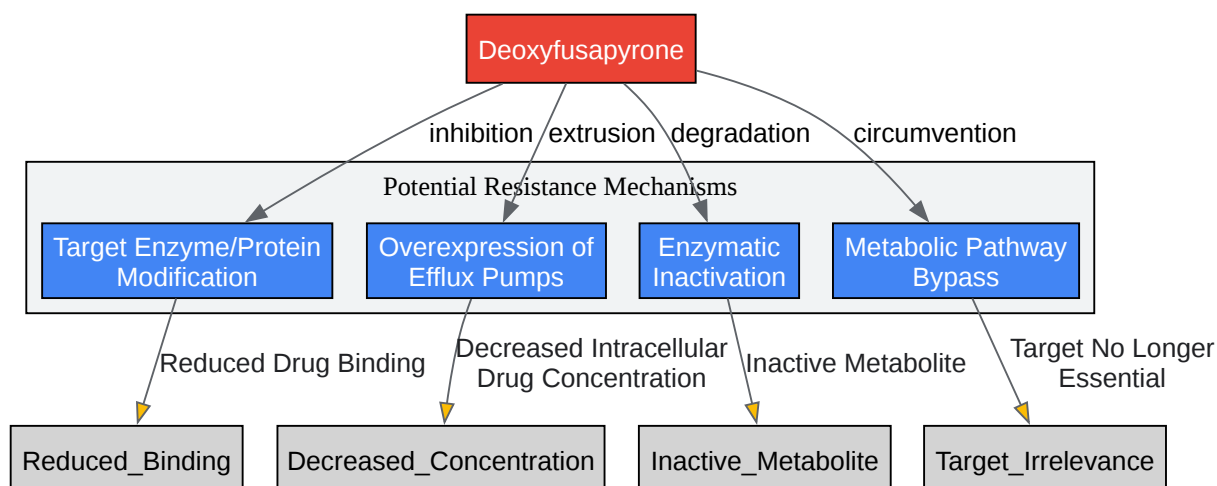 Deoxyfusapyrone
inhibition
extrusion
degradation
circumvention
Potential Resistance Mechanisms
Target Enzyme/Protein
Modification
Overexpression of
Efflux Pumps
Enzymatic
Inactivation
Metabolic Pathway
Bypass
Reduced Drug Binding
Decreased Intracellular
Drug Concentration
Inactive Metabolite
Target No Longer
Essential
Reduced_Binding
Decreased_Concentration
Inactive_Metabolite
Target_Irrelevance